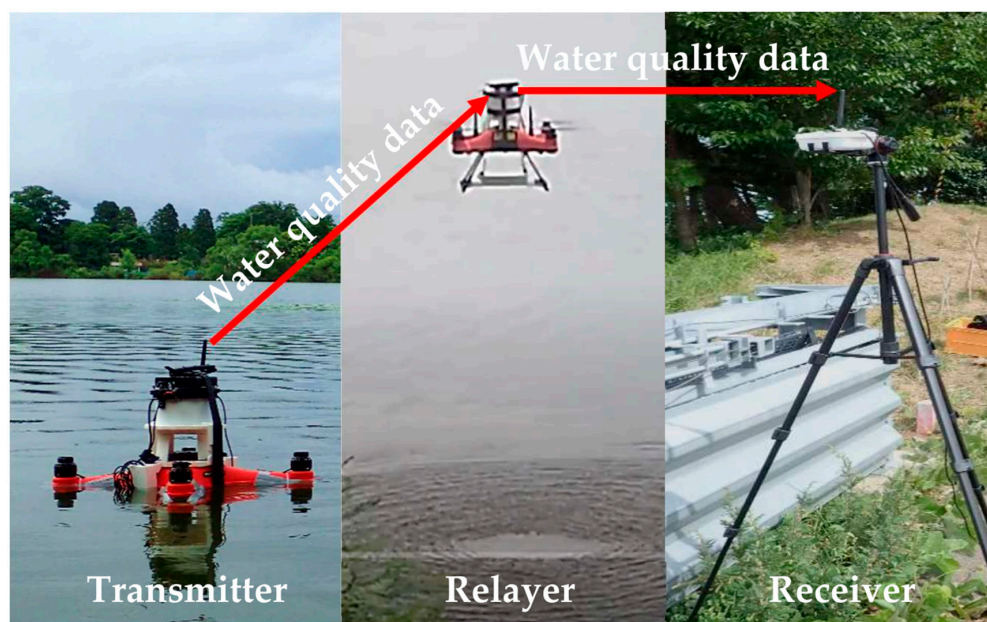 Water quality data
Water quality data
Transmitter
Relayer
Receiver